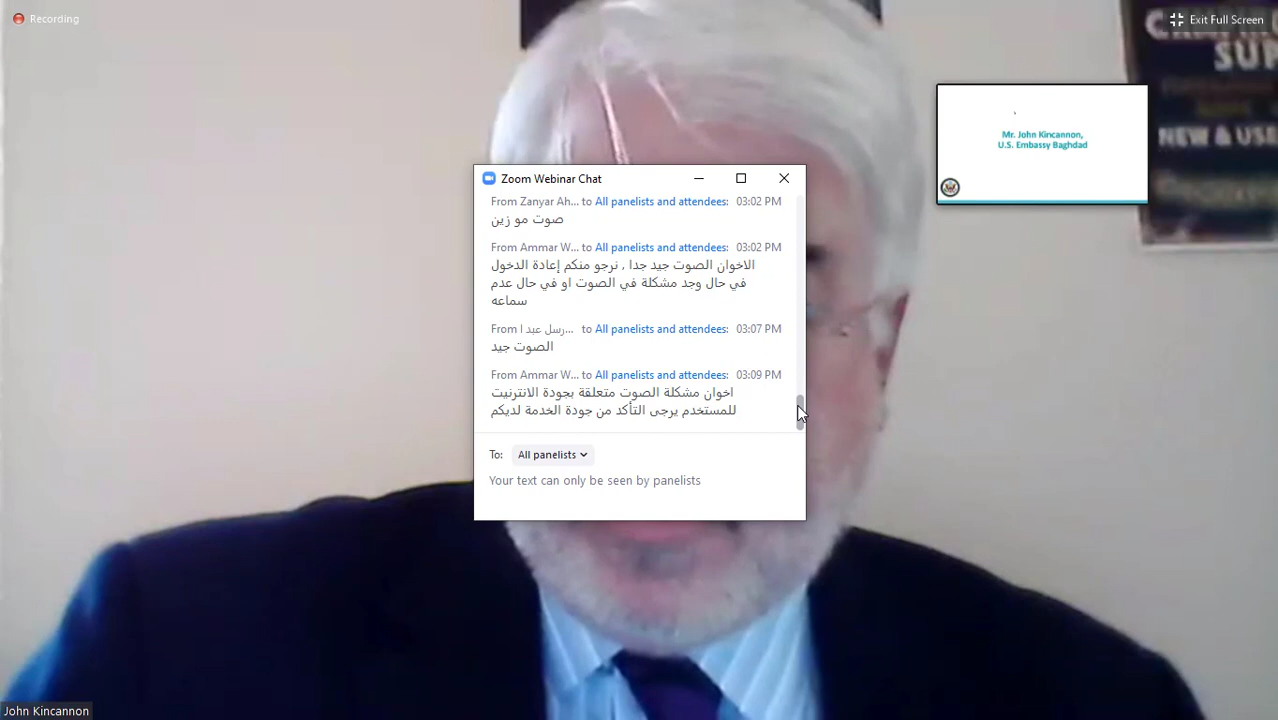 Recording
Exit Full Screen
SUP
NEW & USE
Mr. John Kincannon,
U.S. Embassy Baghdad
Zoom Webinar Chat
From Zanyar Ah... to All panelists and attendees: 03:02 PM
صوت مو زين
From Ammar W... to All panelists and attendees: 03:02 PM
الاخوان الصوت جيد جدا , نرجو منكم إعادة الدخول
في حال وجد مشكلة في الصوت او في حال عدم
سماعه
From رسل عبد ا... to All panelists and attendees: 03:07 PM
الصوت جيد
From Ammar W... to All panelists and attendees: 03:09 PM
اخوان مشكلة الصوت متعلقة بجودة الانترنيت
للمستخدم يرجى التأكد من جودة الخدمة لديكم
To: All panelists
Your text can only be seen by panelists
John Kincannon